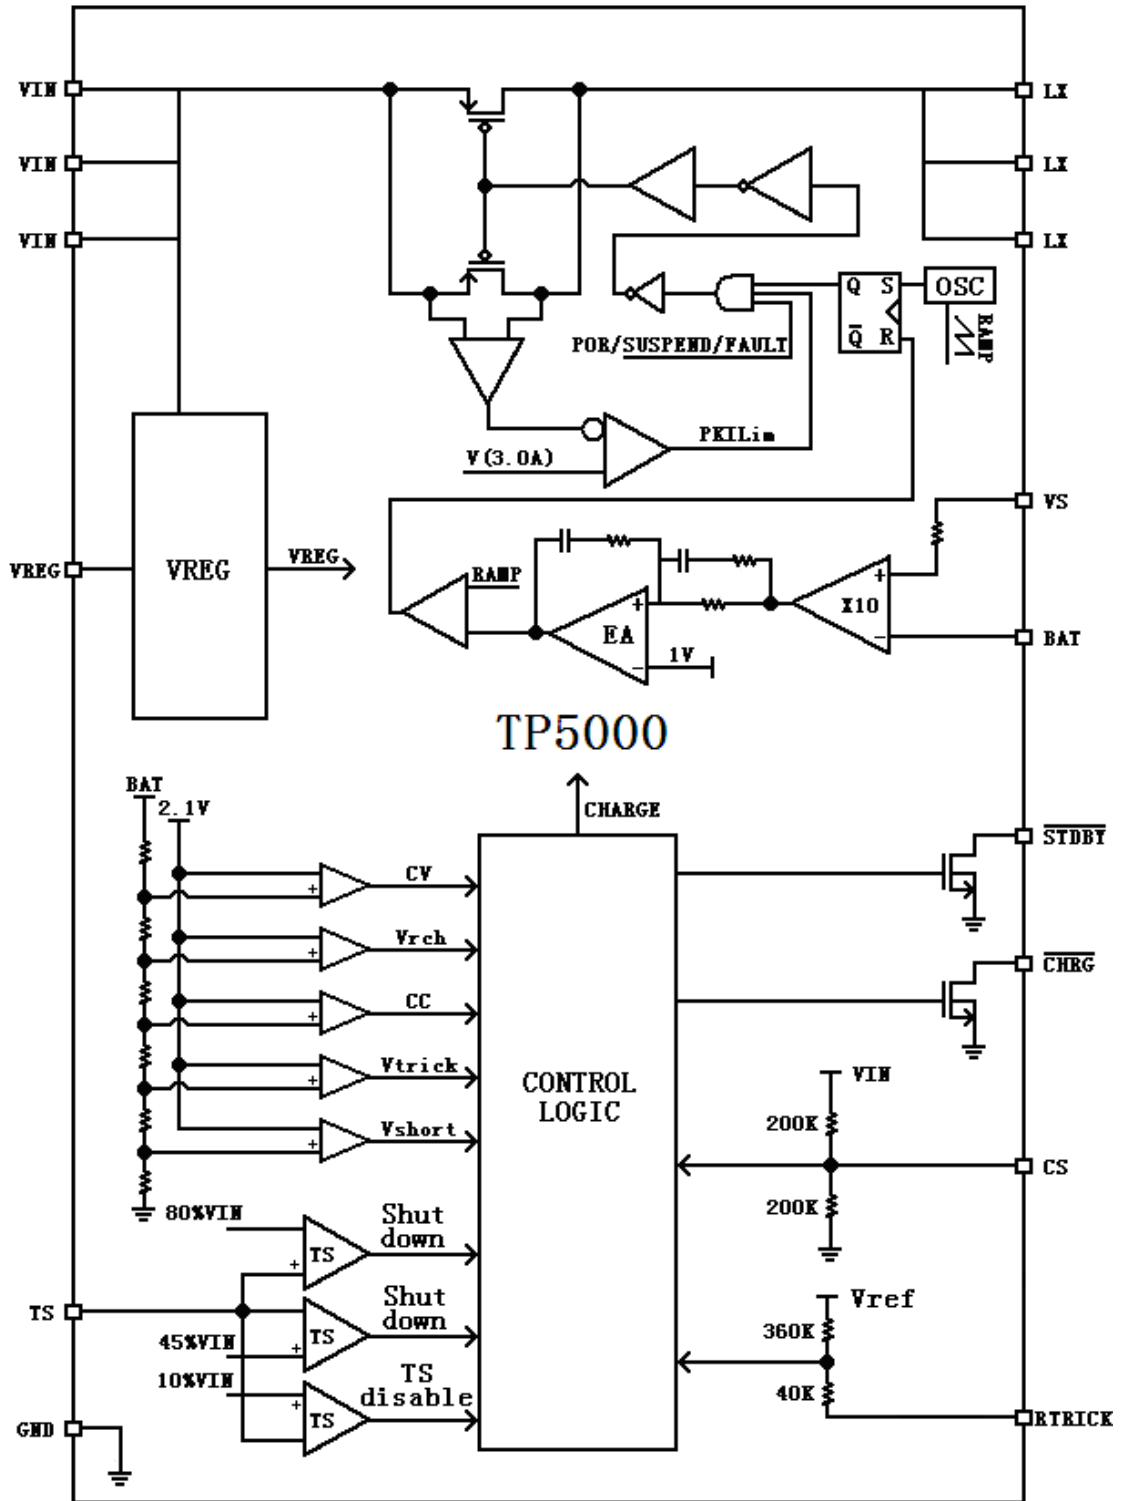 VIN
LX
VIN
LX
VIN
LX
Q S
OSC
Q R
RAMP
POR/SUSPEND/FAULT
PKILim
V(3.0A)
VS
VREG
VREG
VREG
RAMP
+
X10
-
+
EA
-
1V
BAT
TP5000
BAT
2.1V
CHARGE
STDBY
CV
+
Vrch
+
CHRG
CC
+
Vtrick
+
CONTROL
LOGIC
VIN
200K
Vshort
+
CS
200K
80%VIN
Shut
down
TS
+
TS
Shut
down
Vref
360K
45%VIN
+
TS
10%VIN
TS
disable
40K
+
TS
GND
RTRICK